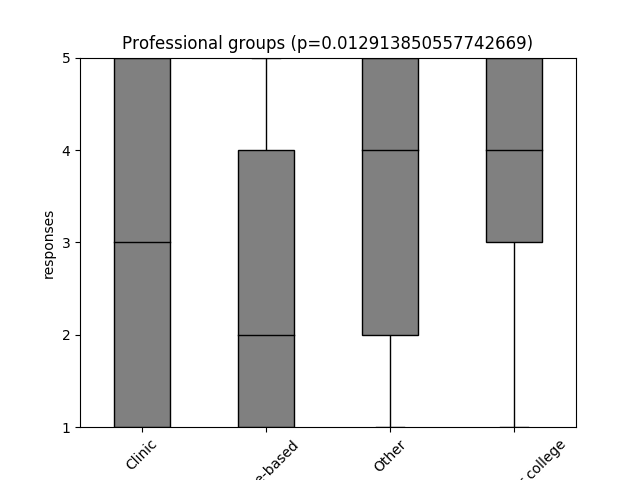 Professional groups (p=0.012913850557742669)
responses
5
4
3
2
1
Clinic
e-based
Other
college